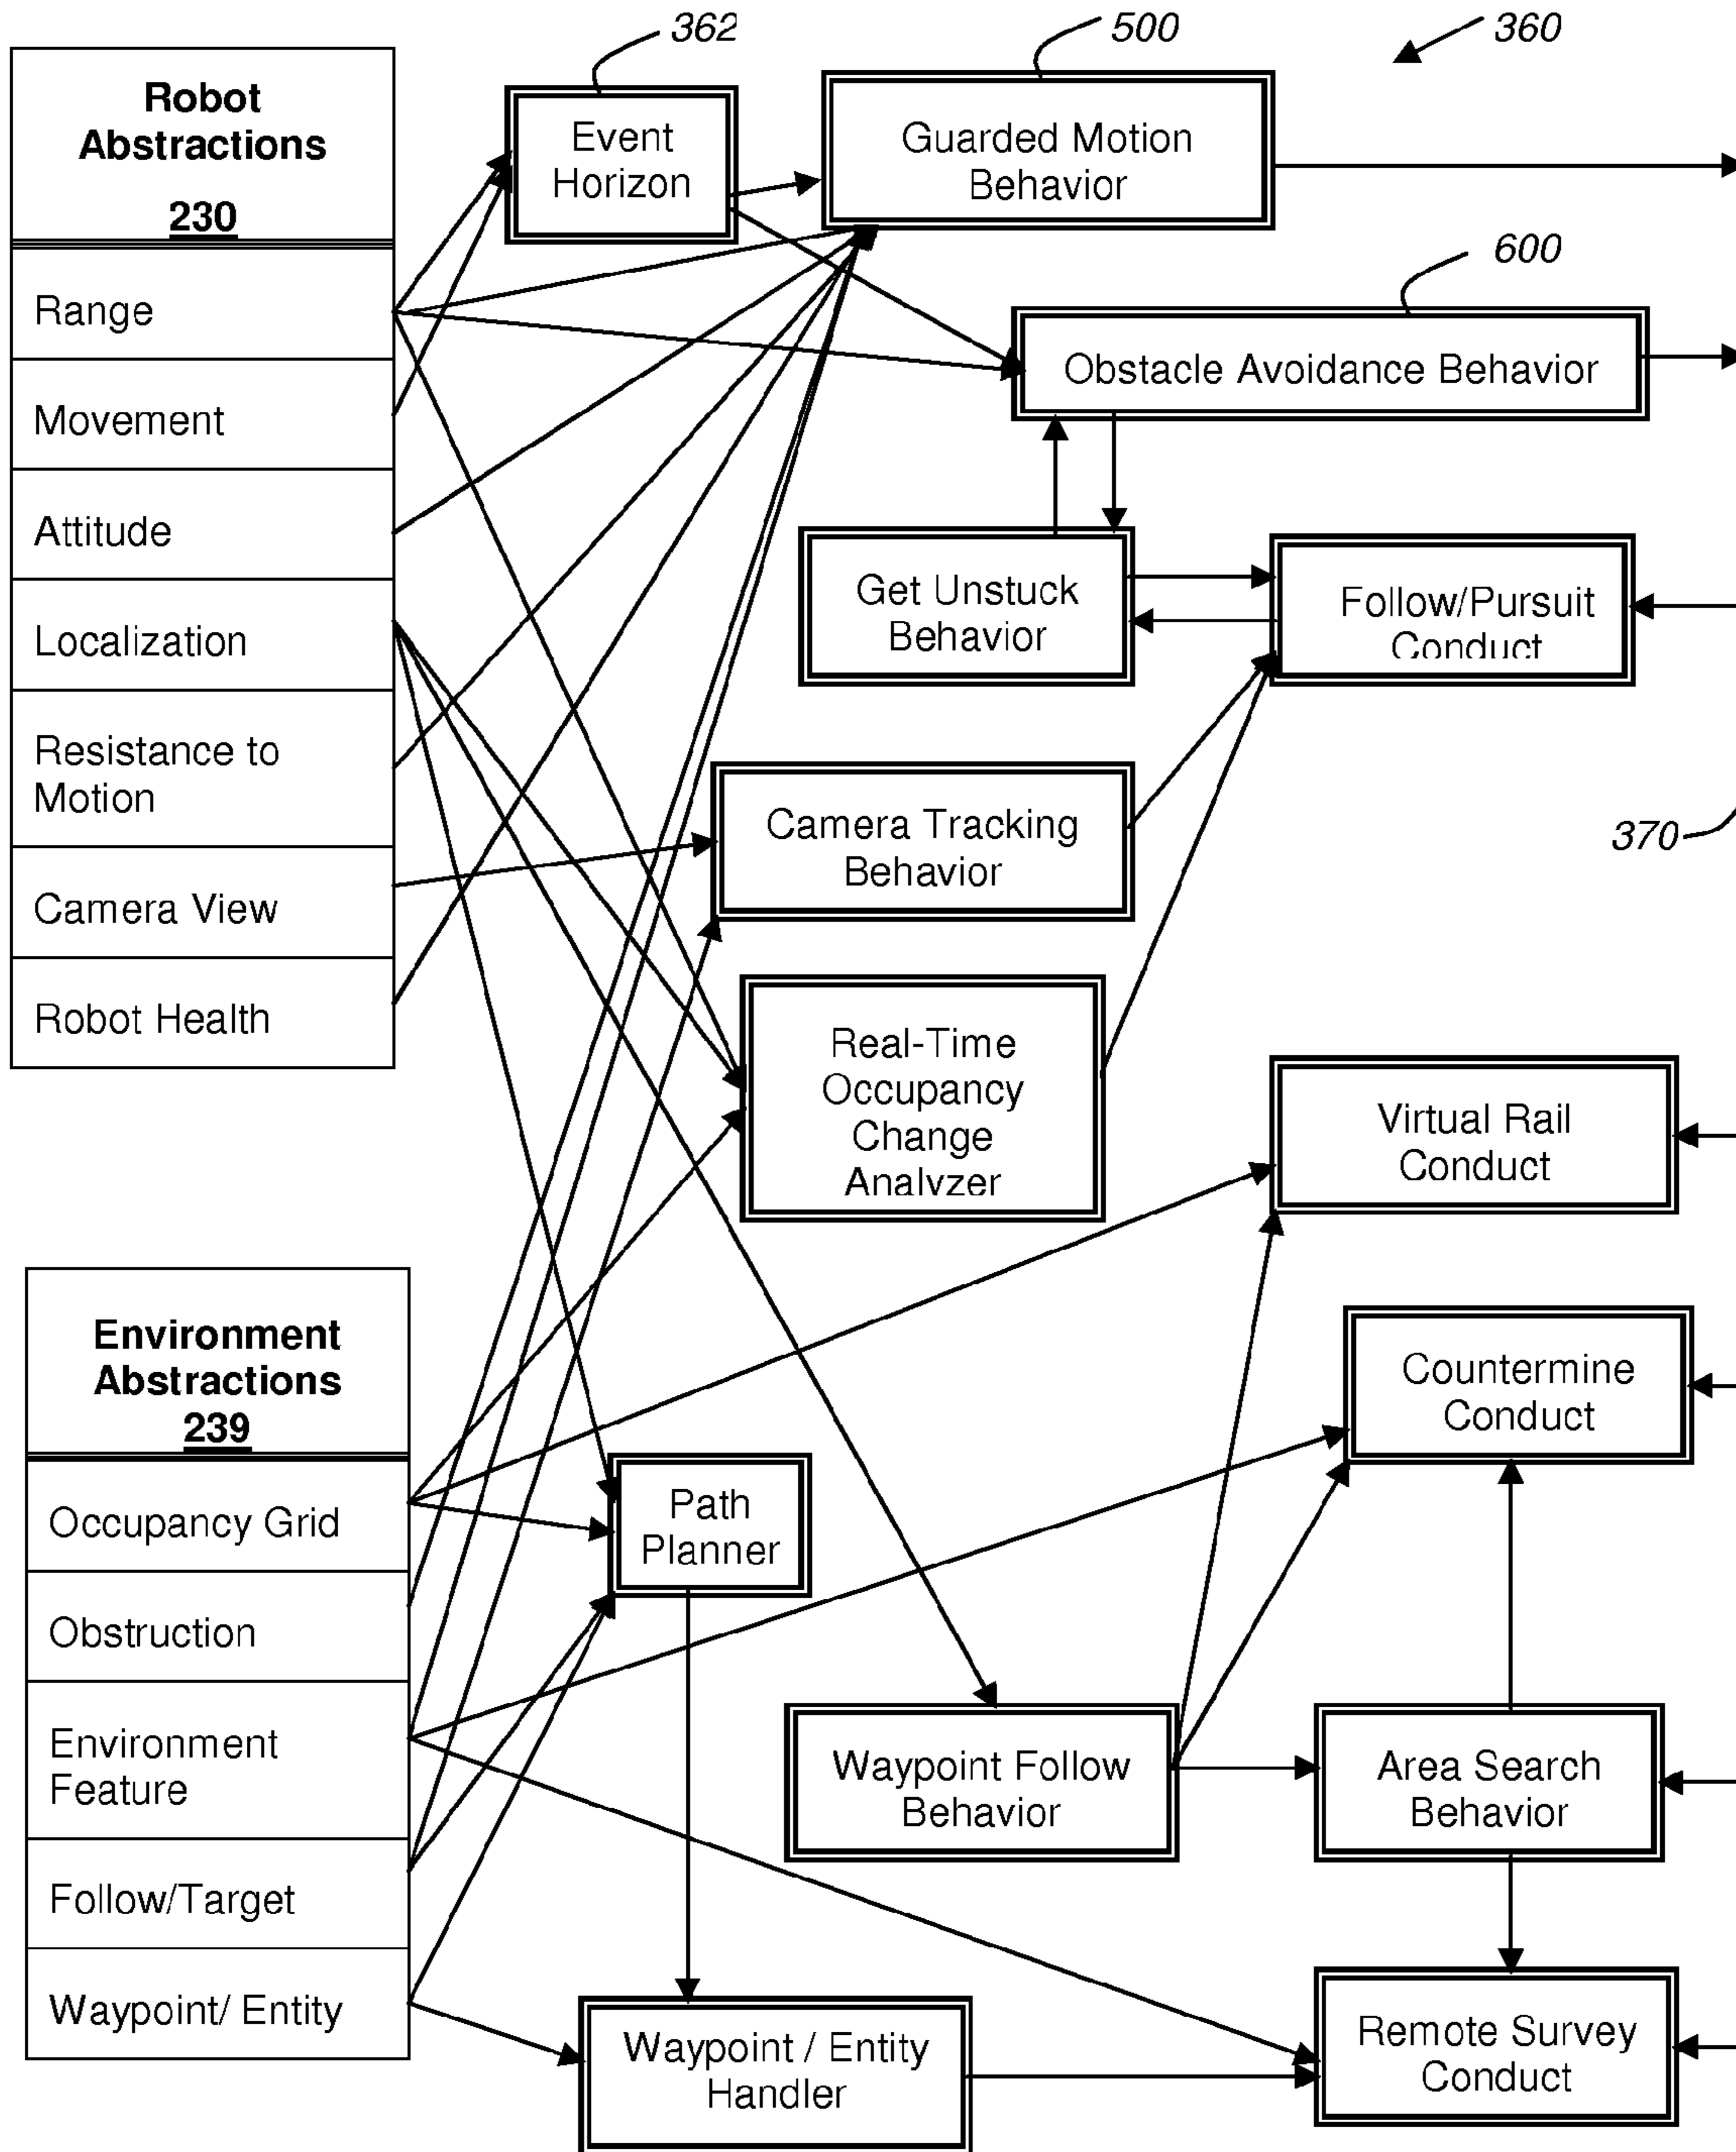 362
500
360
Robot
Abstractions
230
Range
Movement
Attitude
Localization
Resistance to
Motion
Camera View
Robot Health
Event
Horizon
Guarded Motion
Behavior
600
Obstacle Avoidance Behavior
Get Unstuck
Behavior
Follow/Pursuit
Conduct
370
Camera Tracking
Behavior
Real-Time
Occupancy
Change
Analyzer
Virtual Rail
Conduct
Environment
Abstractions
239
Occupancy Grid
Obstruction
Environment
Feature
Follow/Target
Waypoint/ Entity
Countermine
Conduct
Path
Planner
Waypoint Follow
Behavior
Area Search
Behavior
Waypoint / Entity
Handler
Remote Survey
Conduct